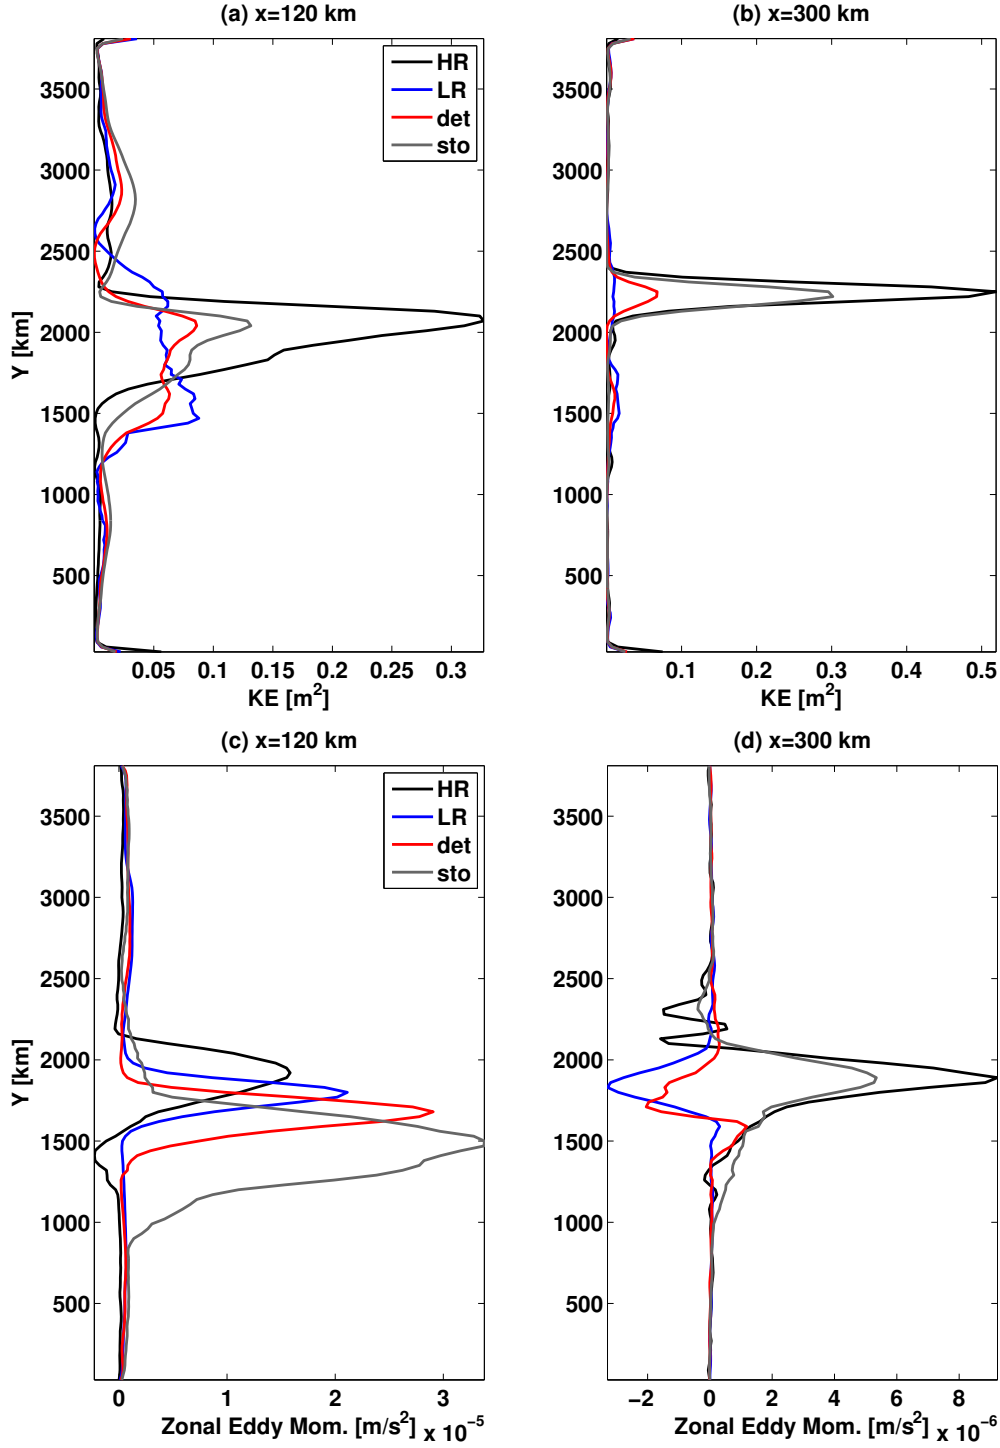 (a) x=120 km
(b) x=300 km
3500
3000
2500
2000
1500
1000
500
Y [km]
HR
LR
det
sto
0.05 0.1 0.15 0.2 0.25 0.3
KE [m²]
3500
3000
2500
2000
1500
1000
500
0.1 0.2 0.3 0.4 0.5
KE [m²]
(c) x=120 km
(d) x=300 km
3500
3000
2500
2000
1500
1000
500
Y [km]
HR
LR
det
sto
0 1 2 3
Zonal Eddy Mom. [m/s²] x 10⁻⁵
3500
3000
2500
2000
1500
1000
500
−2 0 2 4 6 8
Zonal Eddy Mom. [m/s²] x 10⁻⁶